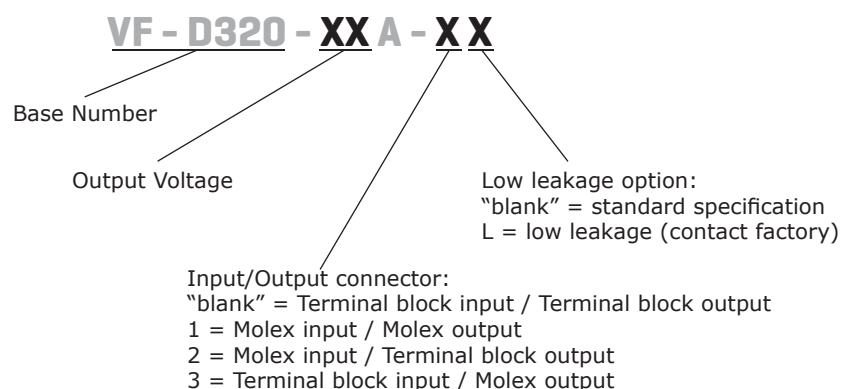 VF - D320 - XX A - X X
Base Number
Output Voltage
Low leakage option:
“blank” = standard specification
L = low leakage (contact factory)
Input/Output connector:
“blank” = Terminal block input / Terminal block output
1 = Molex input / Molex output
2 = Molex input / Terminal block output
3 = Terminal block input / Molex output